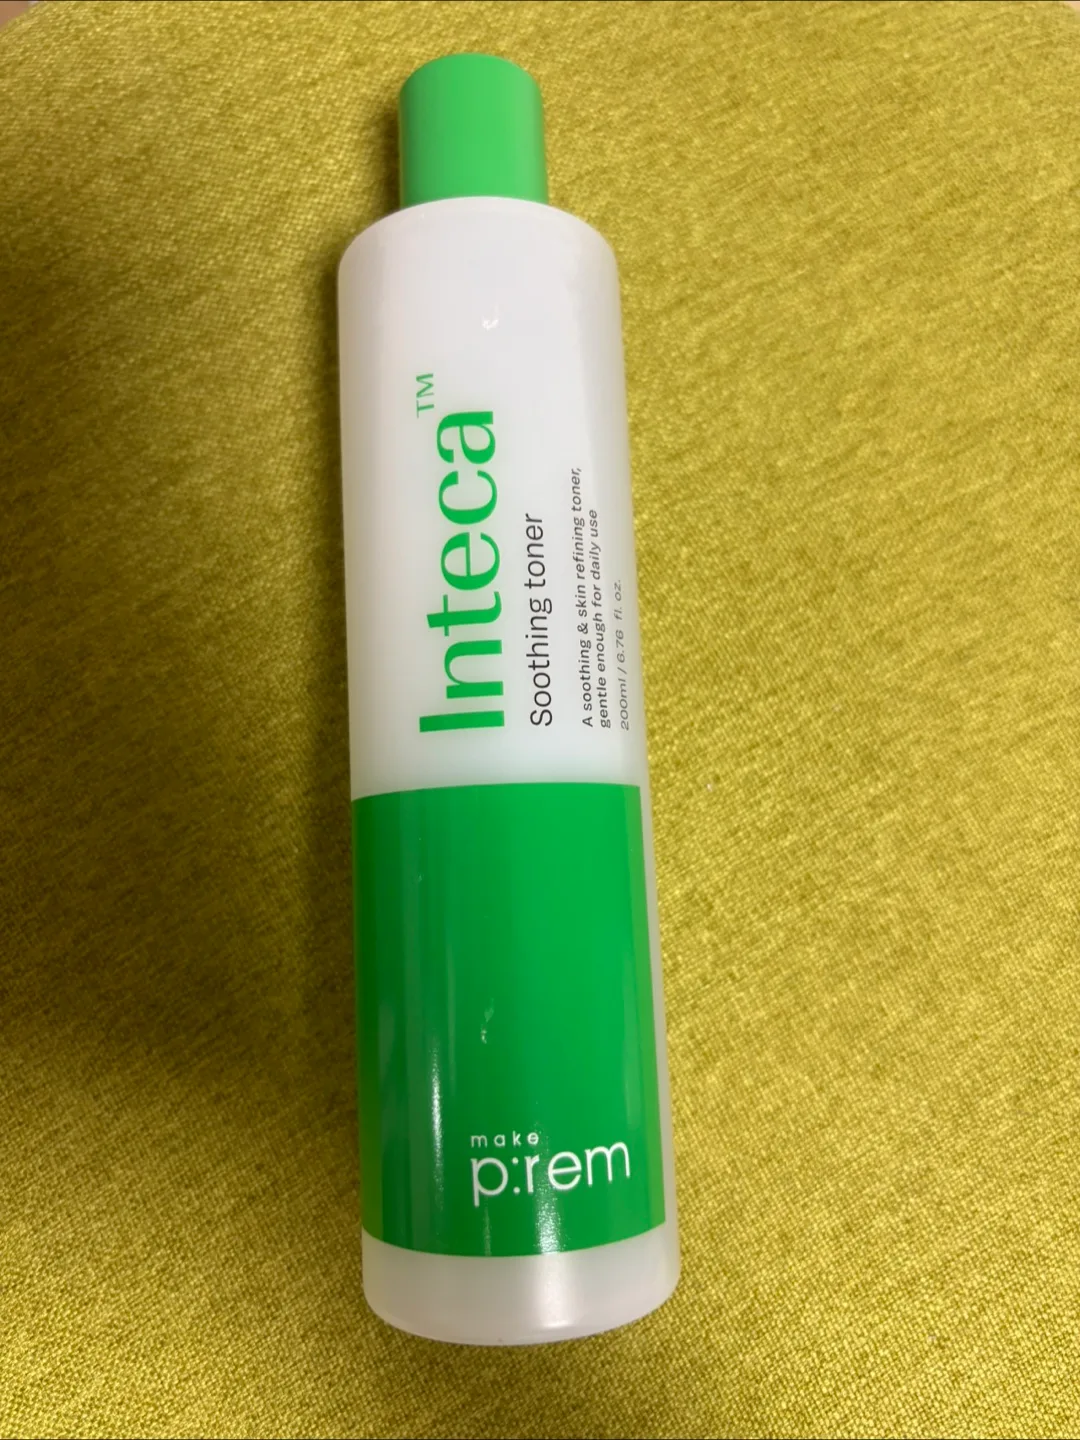 Inteca™
Soothing toner
A soothing & skin refining toner,
gentle enough for daily use
200ml / 6.76 fl. oz.
make
p:rem